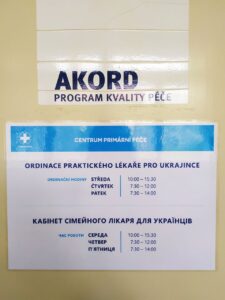 AKORD
PROGRAM KVALITY PÉČE
CENTRUM PRIMÁRNÍ PÉČE
ORDINACE PRAKTICKÉHO LÉKAŘE PRO UKRAJINCE
ORDINAČNÍ HODINY STŘEDA 10:00 – 15:30
ČTVRTEK 7:30 – 12:00
PÁTEK 7:30 – 14:00
КАБІНЕТ СІМЕЙНОГО ЛІКАРЯ ДЛЯ УКРАЇНЦІВ
ЧАС РОБОТИ СЕРЕДА 10:00 – 15:30
ЧЕТВЕР 7:30 – 12:00
П'ЯТНИЦЯ 7:30 – 14:00